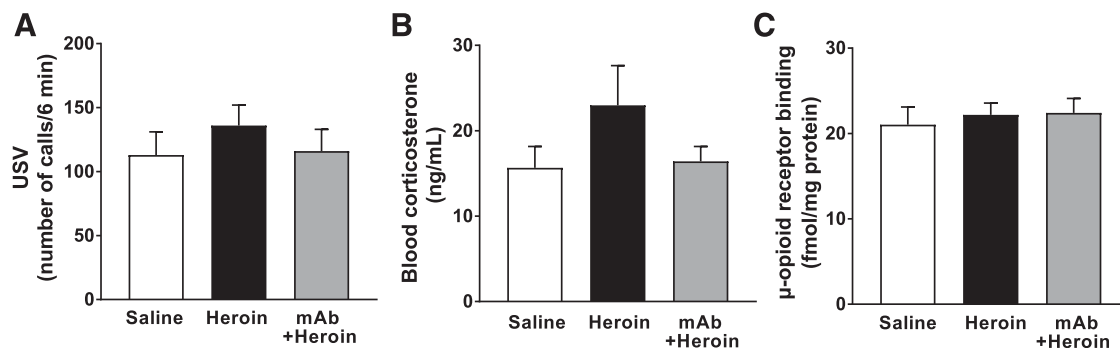 A
USV
(number of calls/6 min)
200
150
100
50
0
Saline
Heroin
mAb
+Heroin
B
Blood corticosterone
(ng/mL)
30
20
10
0
Saline
Heroin
mAb
+Heroin
C
μ-opioid receptor binding
(fmol/mg protein)
30
20
10
0
Saline
Heroin
mAb
+Heroin